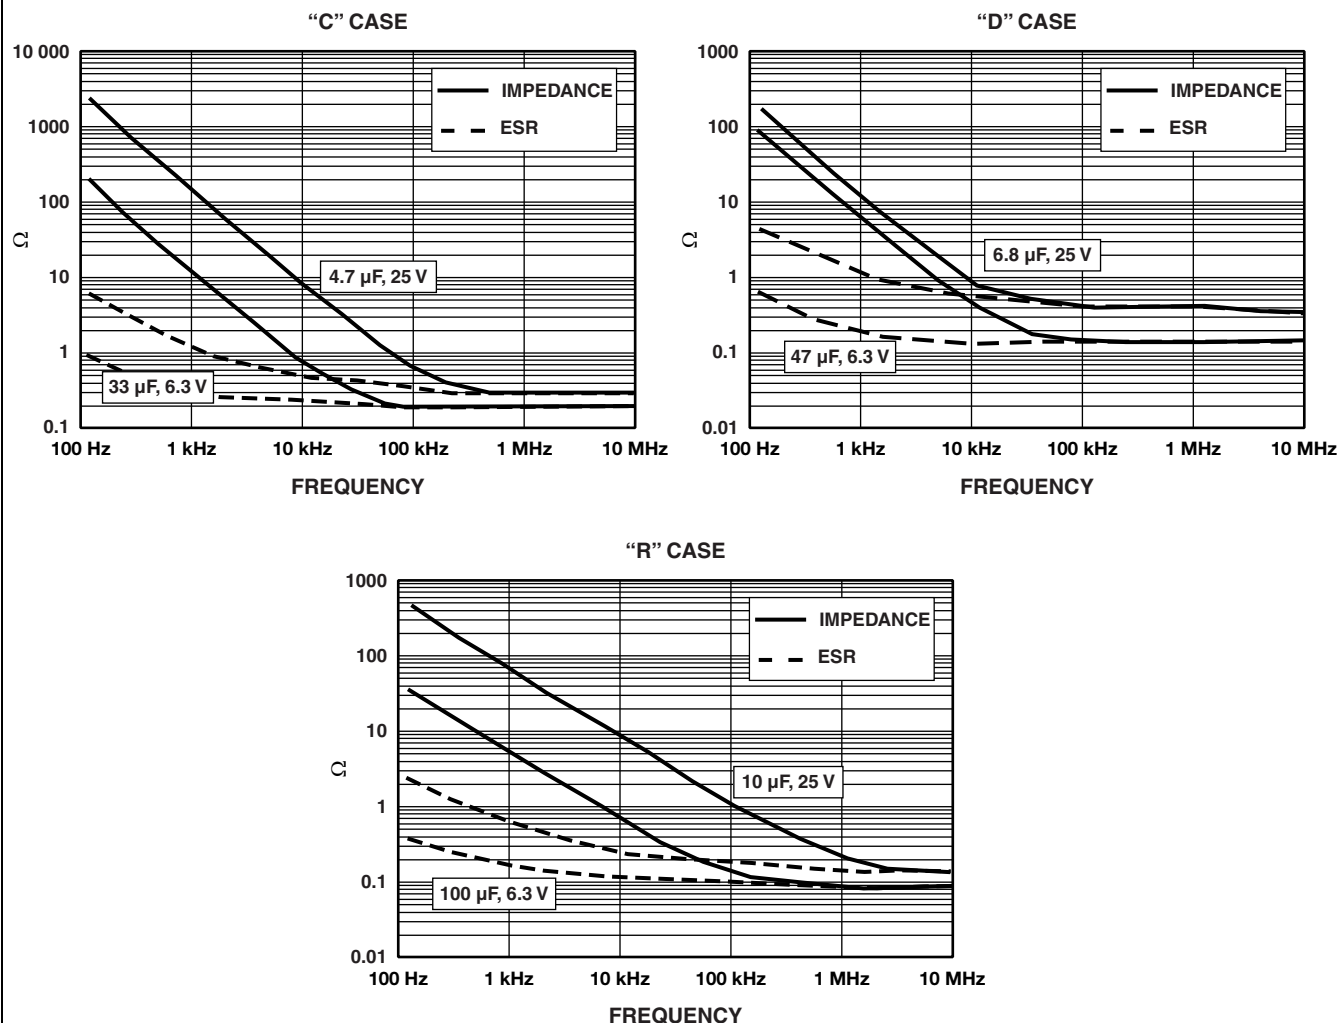 “C” CASE
10 000
1000
100
10
1
0.1
Ω
IMPEDANCE
ESR
4.7 µF, 25 V
33 µF, 6.3 V
100 Hz 1 kHz 10 kHz 100 kHz 1 MHz 10 MHz
FREQUENCY
“D” CASE
1000
100
10
1
0.1
0.01
Ω
IMPEDANCE
ESR
6.8 µF, 25 V
47 µF, 6.3 V
100 Hz 1 kHz 10 kHz 100 kHz 1 MHz 10 MHz
FREQUENCY
“R” CASE
1000
100
10
1
0.1
0.01
Ω
IMPEDANCE
ESR
10 µF, 25 V
100 µF, 6.3 V
100 Hz 1 kHz 10 kHz 100 kHz 1 MHz 10 MHz
FREQUENCY